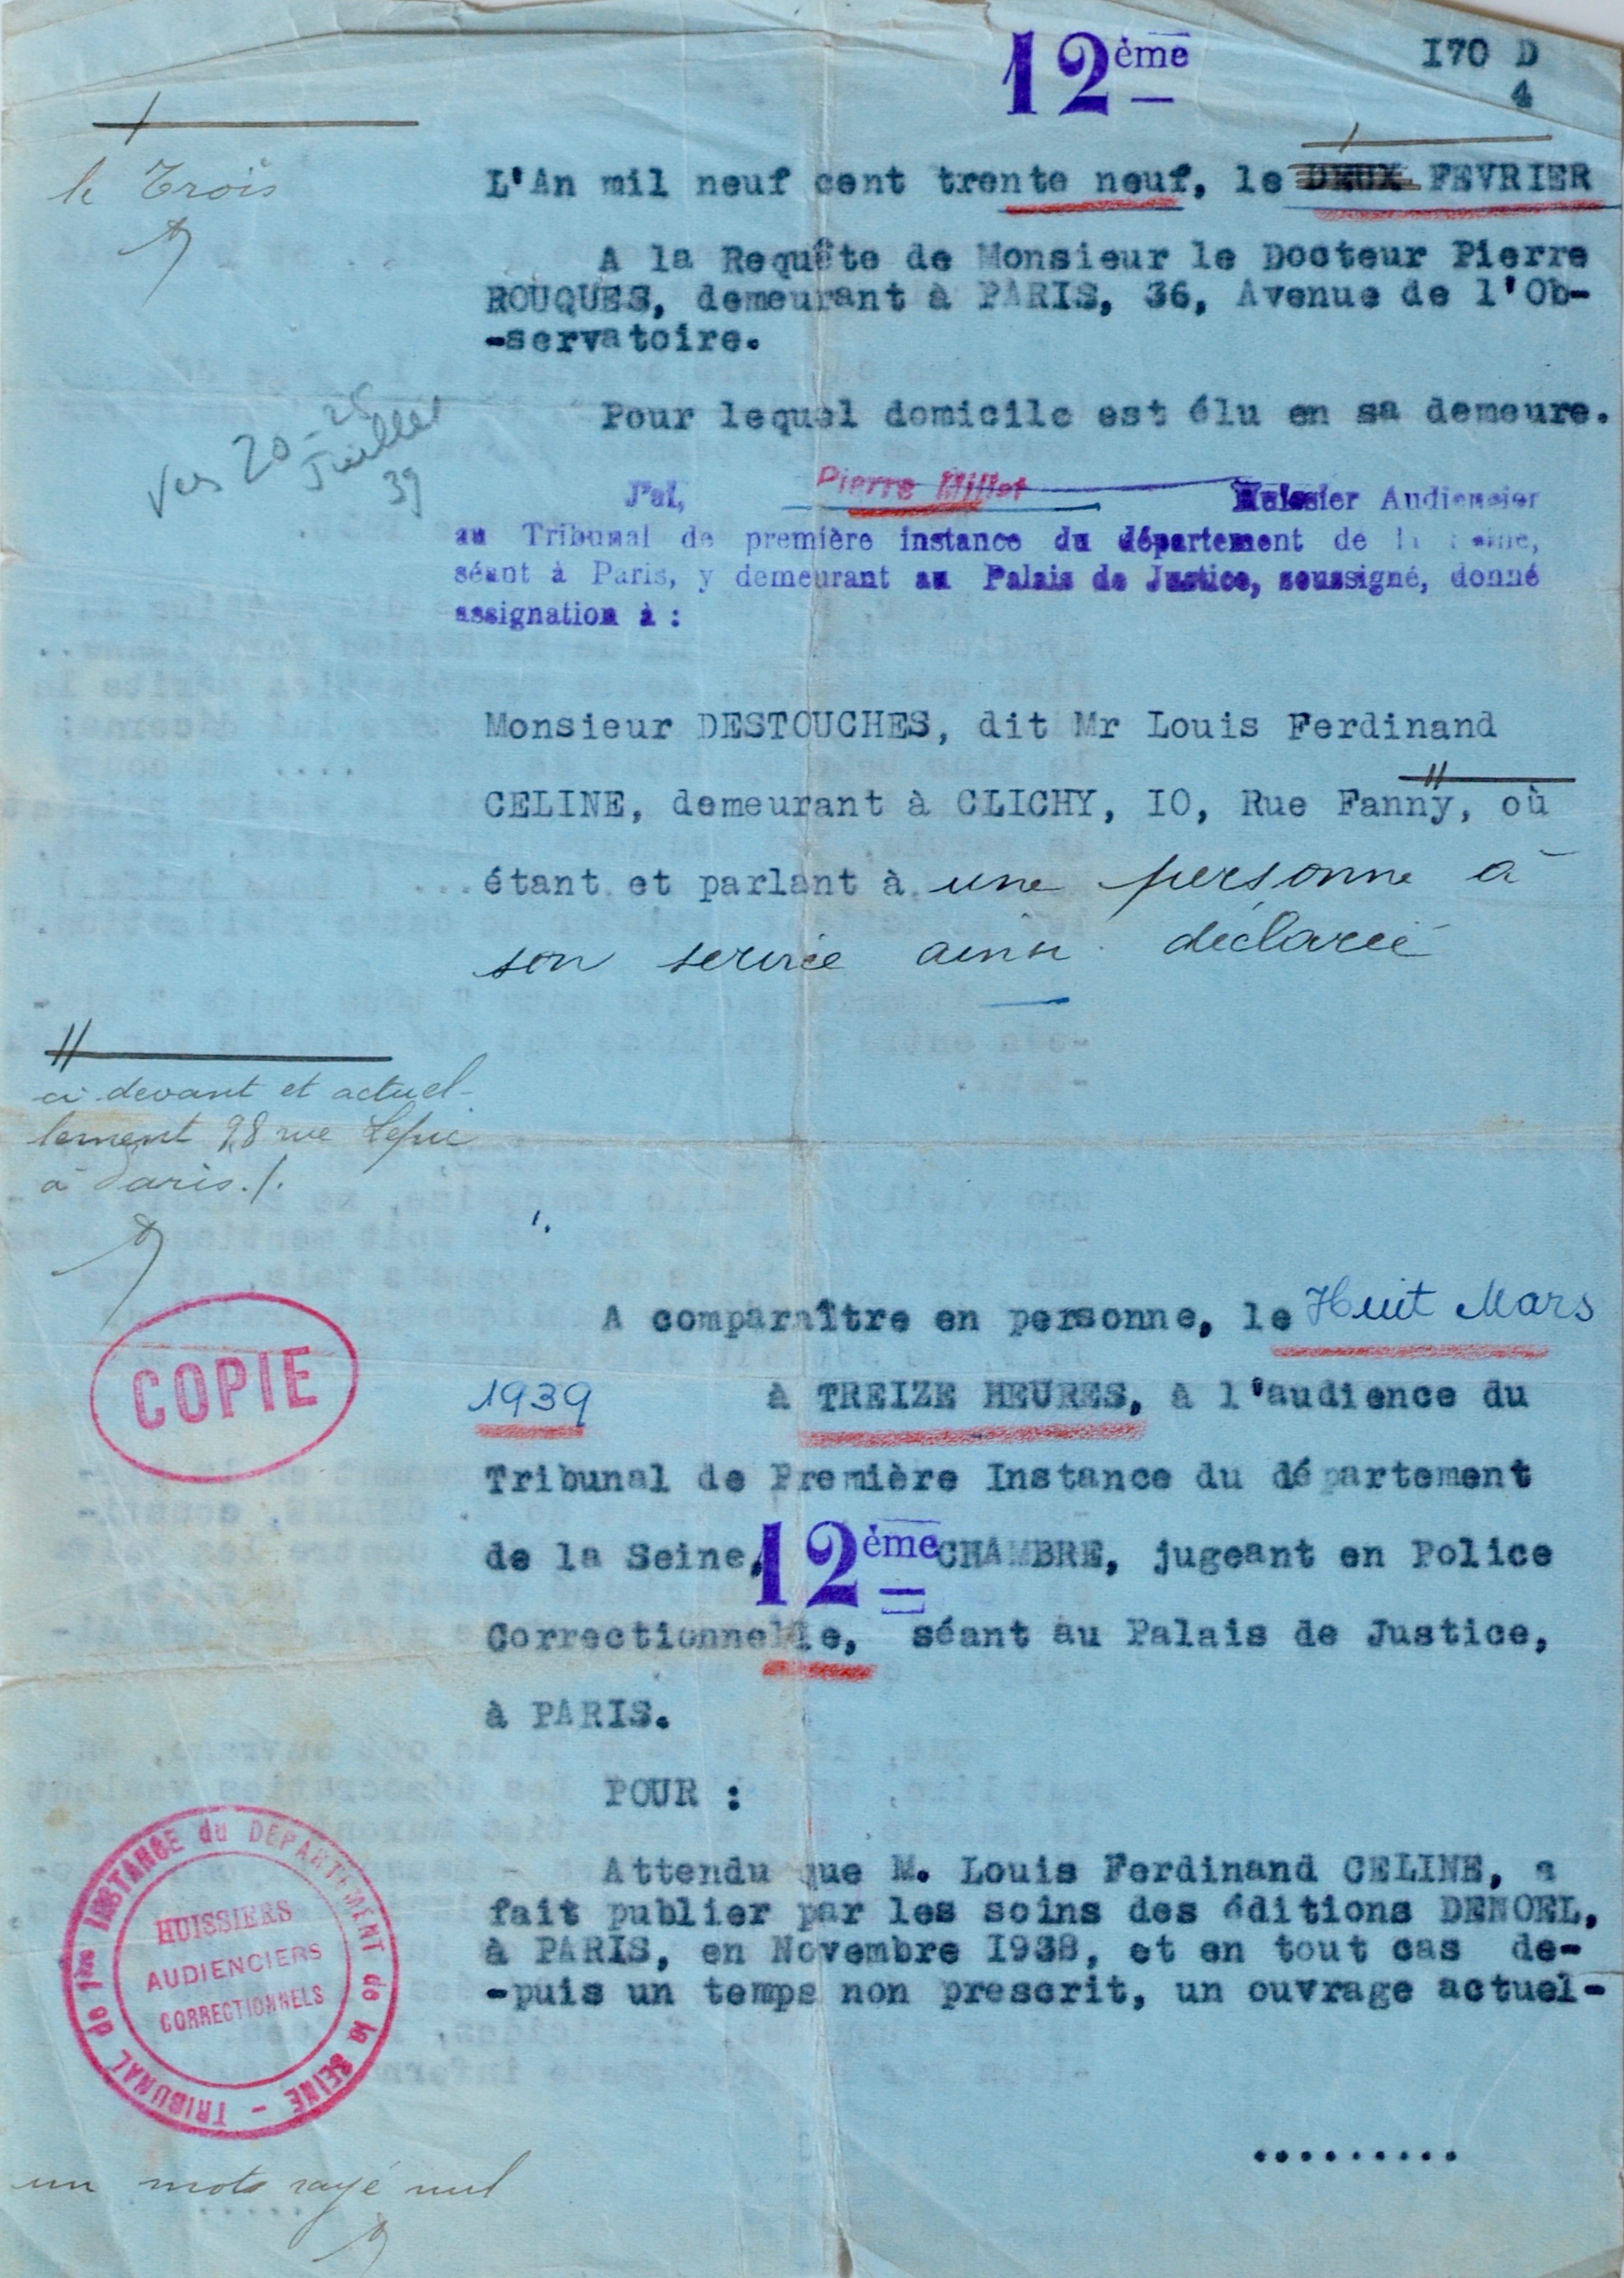 12ème
I70 D
4
le Trois
L'An mil neuf cent trente neuf, le DEUX FEVRIER
A la Requête de Monsieur le Docteur Pierre
ROUQUES, demeurant à PARIS, 36, Avenue de l'Ob-
-servatoire.
Pour lequel domicile est élu en sa demeure.
Vers 20-25
Juillet
39
J'ai, Pierre Millet Huissier Audiencier
au Tribunal de première instance du département de la Seine,
séant à Paris, y demeurant au Palais de Justice, soussigné, donné
assignation à :
Monsieur DESTOUCHES, dit Mr Louis Ferdinand
CELINE, demeurant à CLICHY, IO, Rue Fanny, où
étant et parlant à une personne à
son service ainsi déclarée
ci devant et actuel-
lement 98 rue Lepic
à Paris./.
A comparaître en personne, le Huit Mars
1939 à TREIZE HEURES, à l'audience du
Tribunal de Première Instance du département
de la Seine, 12ème CHAMBRE, jugeant en Police
Correctionnelle, séant au Palais de Justice,
à PARIS.
COPIE
POUR :
Attendu que M. Louis Ferdinand CELINE, a
fait publier par les soins des éditions DENOEL,
à PARIS, en Novembre I938, et en tout cas de-
-puis un temps non prescrit, un ouvrage actuel-
.........
TRIBUNAL de 1ère INSTANCE du DEPARTEMENT de la SEINE -
HUISSIERS
AUDIENCIERS
CORRECTIONNELS
un mots rayé nul